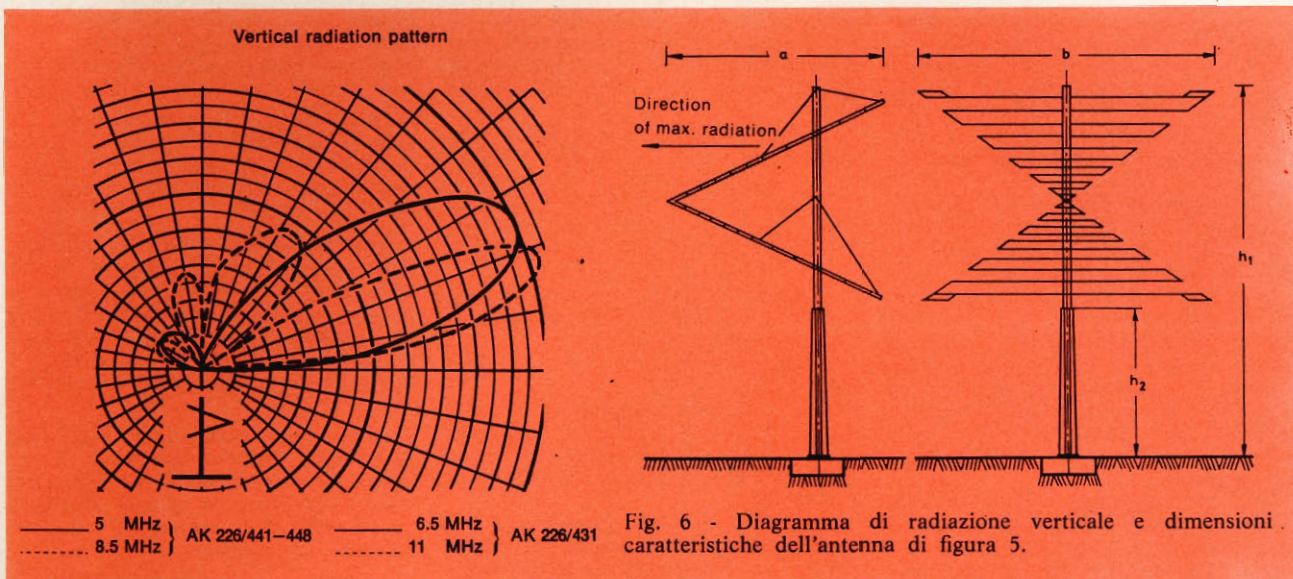 Vertical radiation pattern
a
b
Direction
of max. radiation
h1
h2
5 MHz
8.5 MHz
AK 226/441–448
6.5 MHz
11 MHz
AK 226/431
Fig. 6 - Diagramma di radiazione verticale e dimensioni
caratteristiche dell'antenna di figura 5.